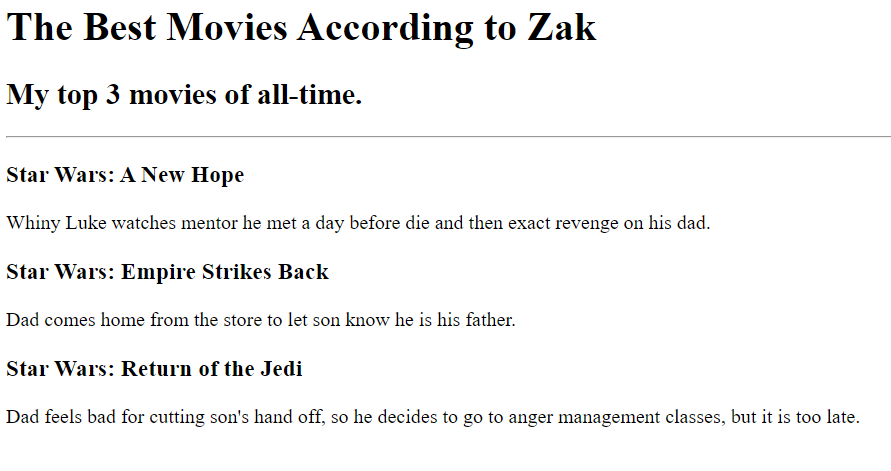 The Best Movies According to Zak
My top 3 movies of all-time.
Star Wars: A New Hope
Whiny Luke watches mentor he met a day before die and then exact revenge on his dad.
Star Wars: Empire Strikes Back
Dad comes home from the store to let son know he is his father.
Star Wars: Return of the Jedi
Dad feels bad for cutting son's hand off, so he decides to go to anger management classes, but it is too late.